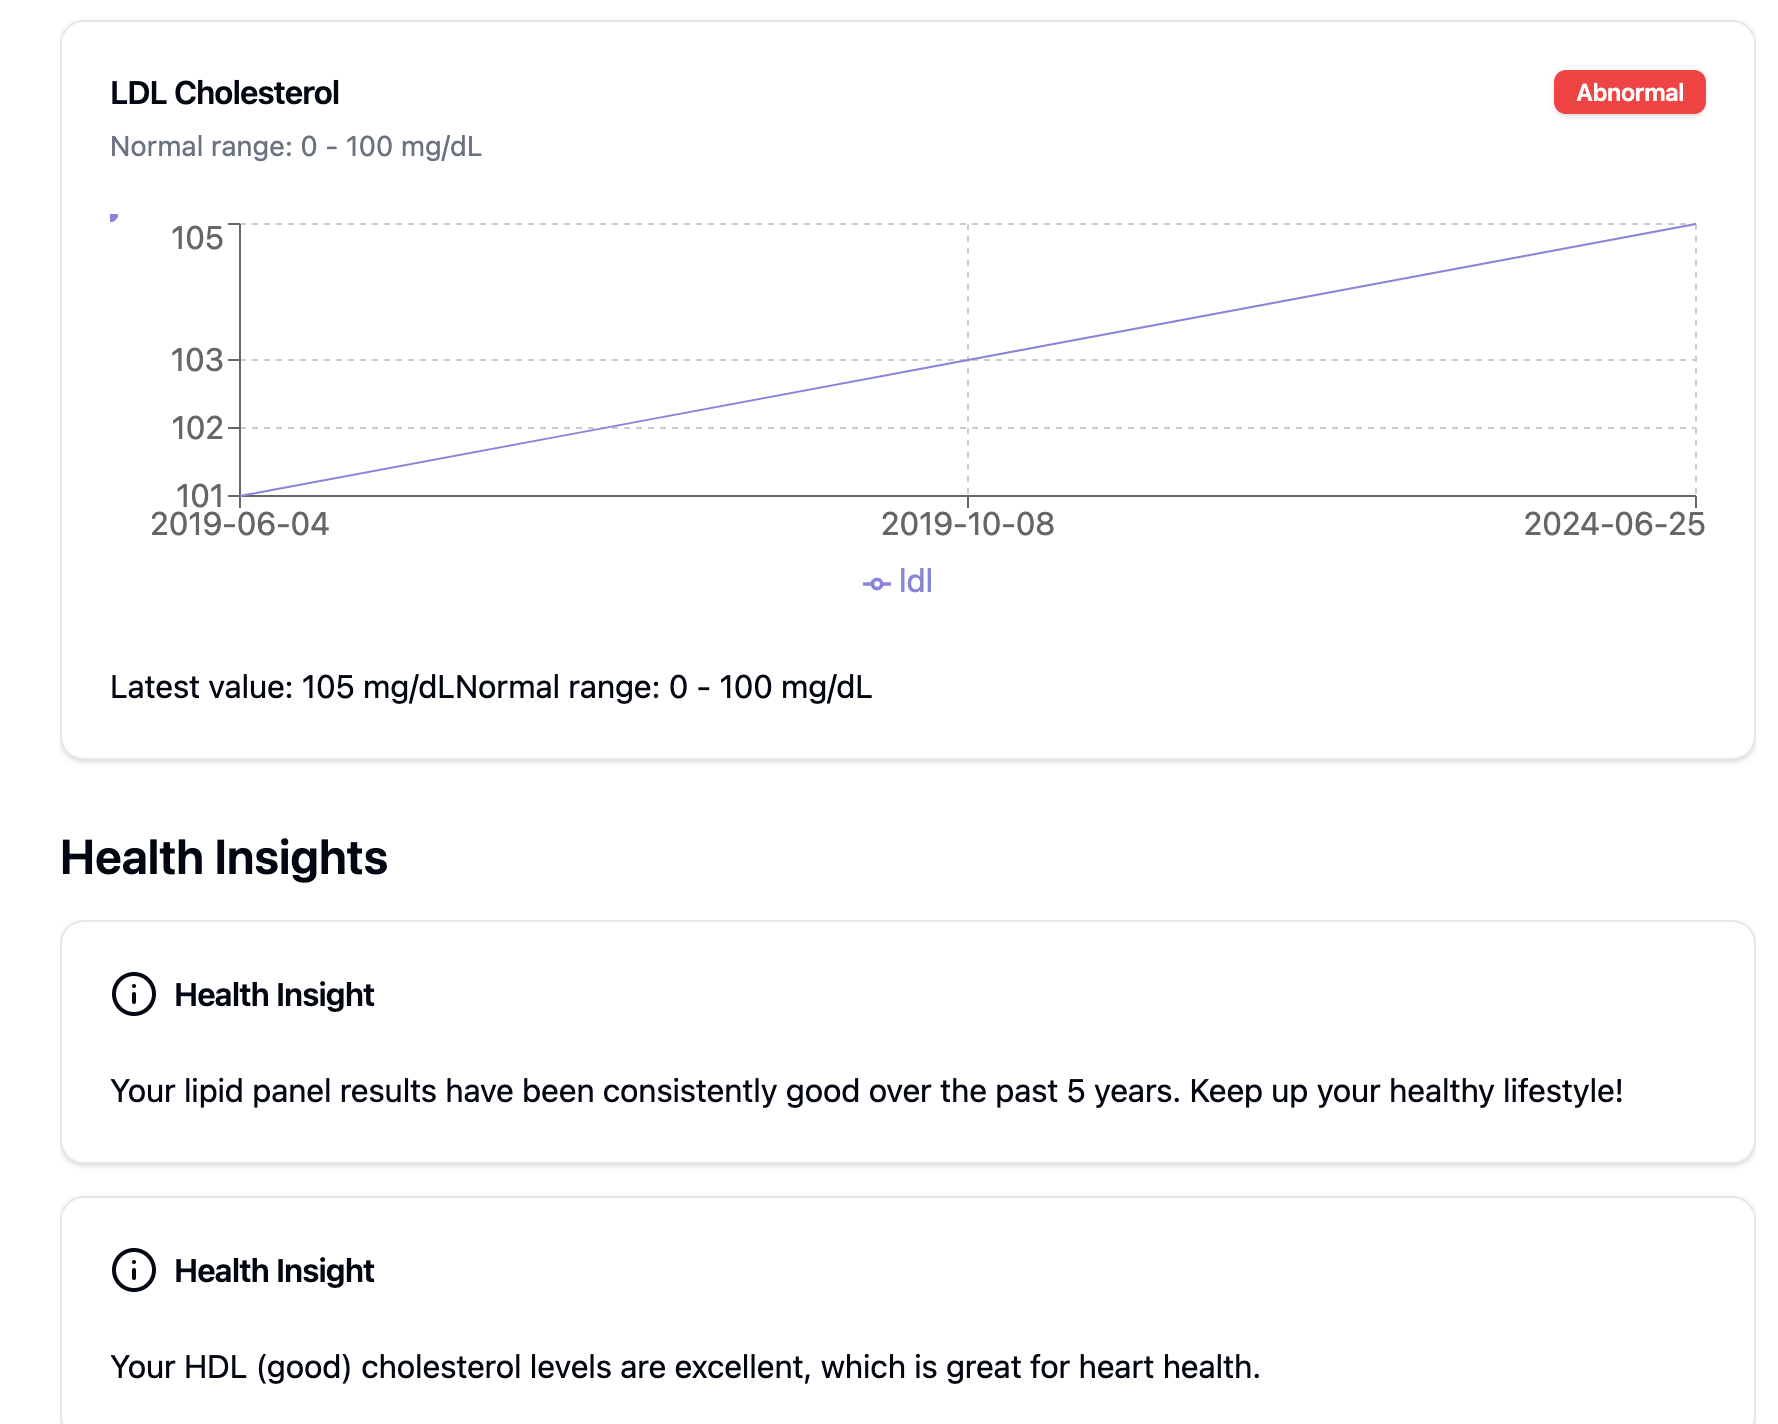 LDL Cholesterol
Abnormal
Normal range: 0 - 100 mg/dL
105
103
102
101
2019-06-04
2019-10-08
2024-06-25
ldl
Latest value: 105 mg/dLNormal range: 0 - 100 mg/dL
Health Insights
Health Insight
Your lipid panel results have been consistently good over the past 5 years. Keep up your healthy lifestyle!
Health Insight
Your HDL (good) cholesterol levels are excellent, which is great for heart health.